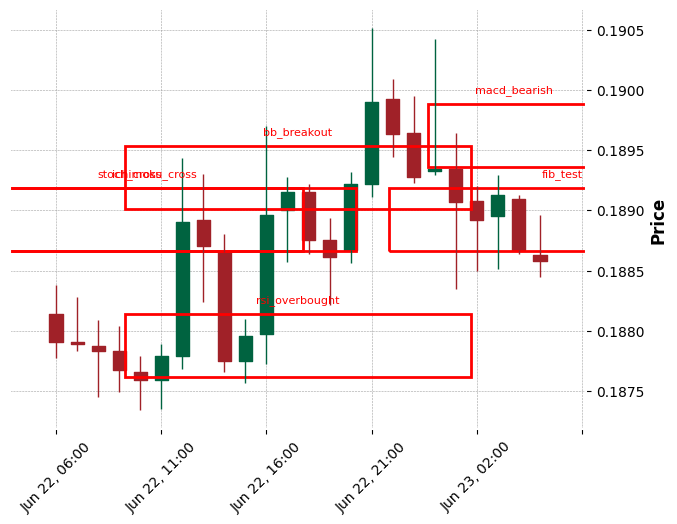 0.1905
macd_bearish
0.1900
bb_breakout
0.1895
fib_test
0.1890
Price
0.1885
rsi_overbought
0.1880
0.1875
Jun 22, 06:00
Jun 22, 11:00
Jun 22, 16:00
Jun 22, 21:00
Jun 23, 02:00